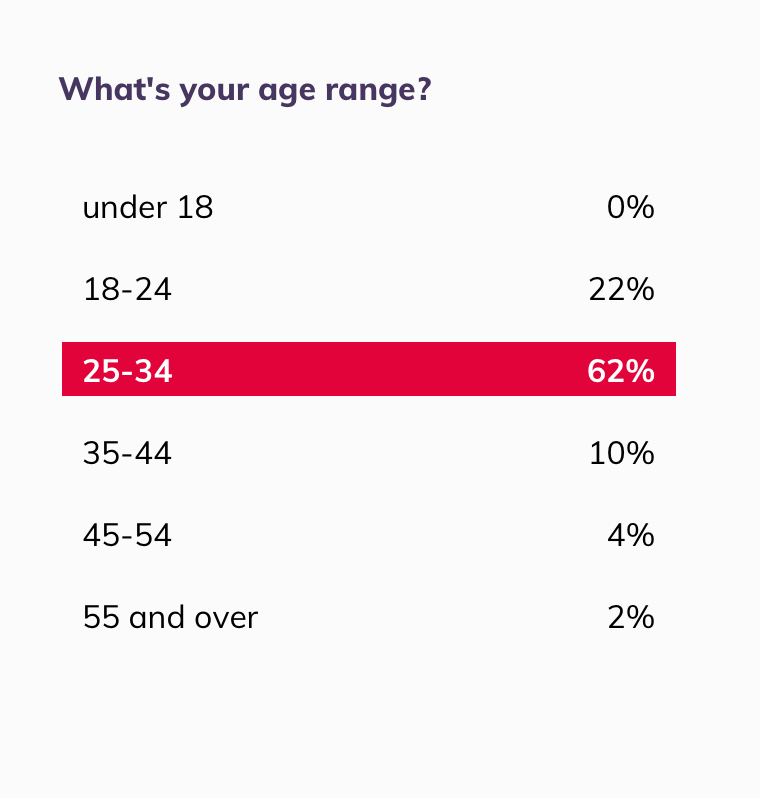 What's your age range?
under 18 0%
18-24 22%
25-34 62%
35-44 10%
45-54 4%
55 and over 2%